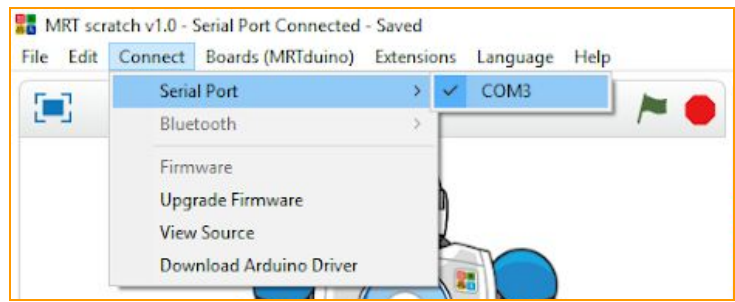 MRT scratch v1.0 - Serial Port Connected - Saved
File Edit Connect Boards (MRTduino) Extensions Language Help
Serial Port COM3
Bluetooth
Firmware
Upgrade Firmware
View Source
Download Arduino Driver